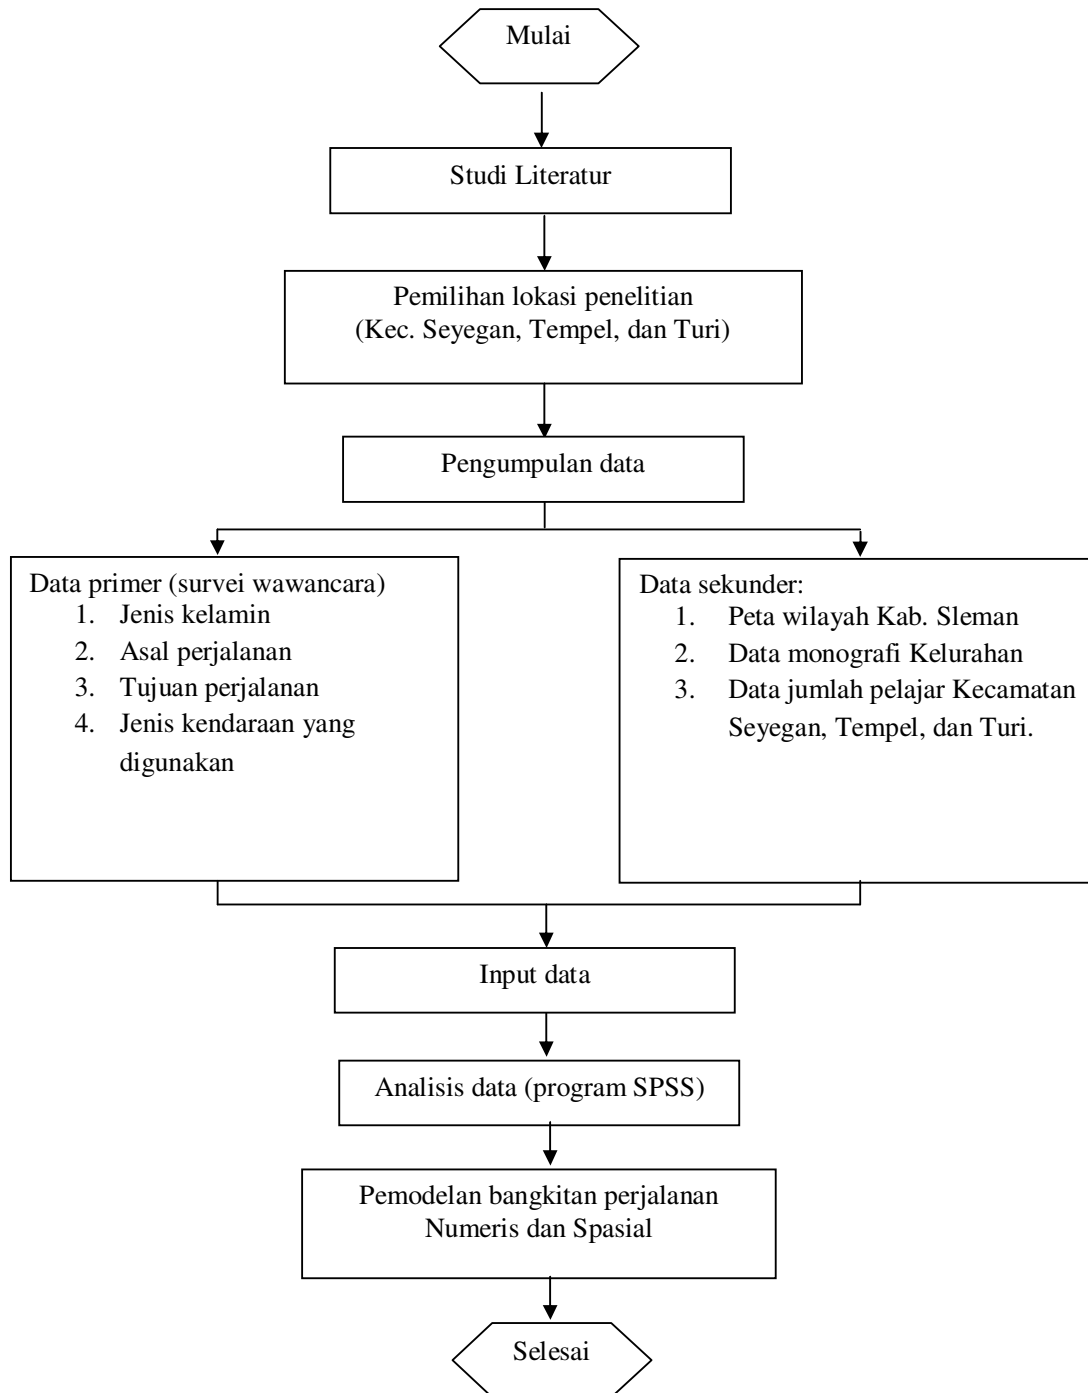 Mulai
Studi Literatur
Pemilihan lokasi penelitian
(Kec. Seyegan, Tempel, dan Turi)
Pengumpulan data
Data primer (survei wawancara)
1. Jenis kelamin
2. Asal perjalanan
3. Tujuan perjalanan
4. Jenis kendaraan yang
digunakan
Data sekunder:
1. Peta wilayah Kab. Sleman
2. Data monografi Kelurahan
3. Data jumlah pelajar Kecamatan
Seyegan, Tempel, dan Turi.
Input data
Analisis data (program SPSS)
Pemodelan bangkitan perjalanan
Numeris dan Spasial
Selesai